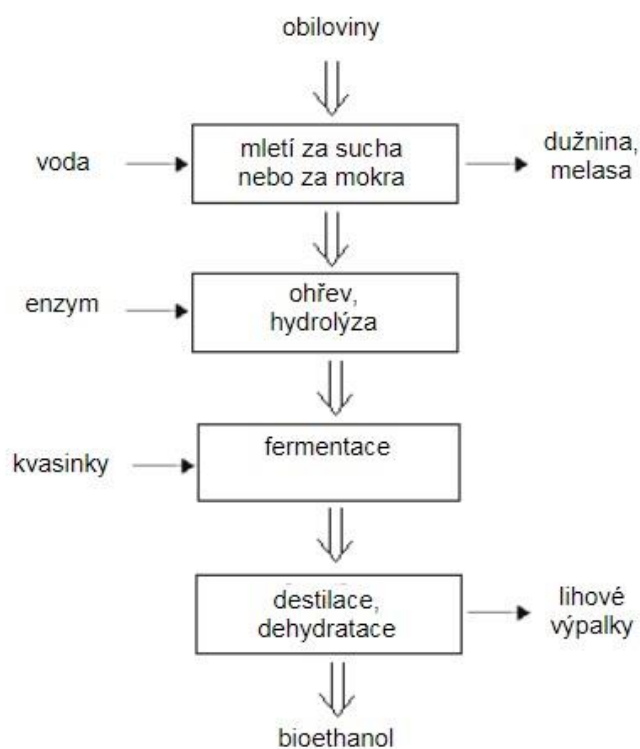 obiloviny
voda
mletí za sucha
nebo za mokra
dužnina,
melasa
enzym
ohřev,
hydrolýza
kvasinky
fermentace
destilace,
dehydratace
lihové
výpalky
bioethanol